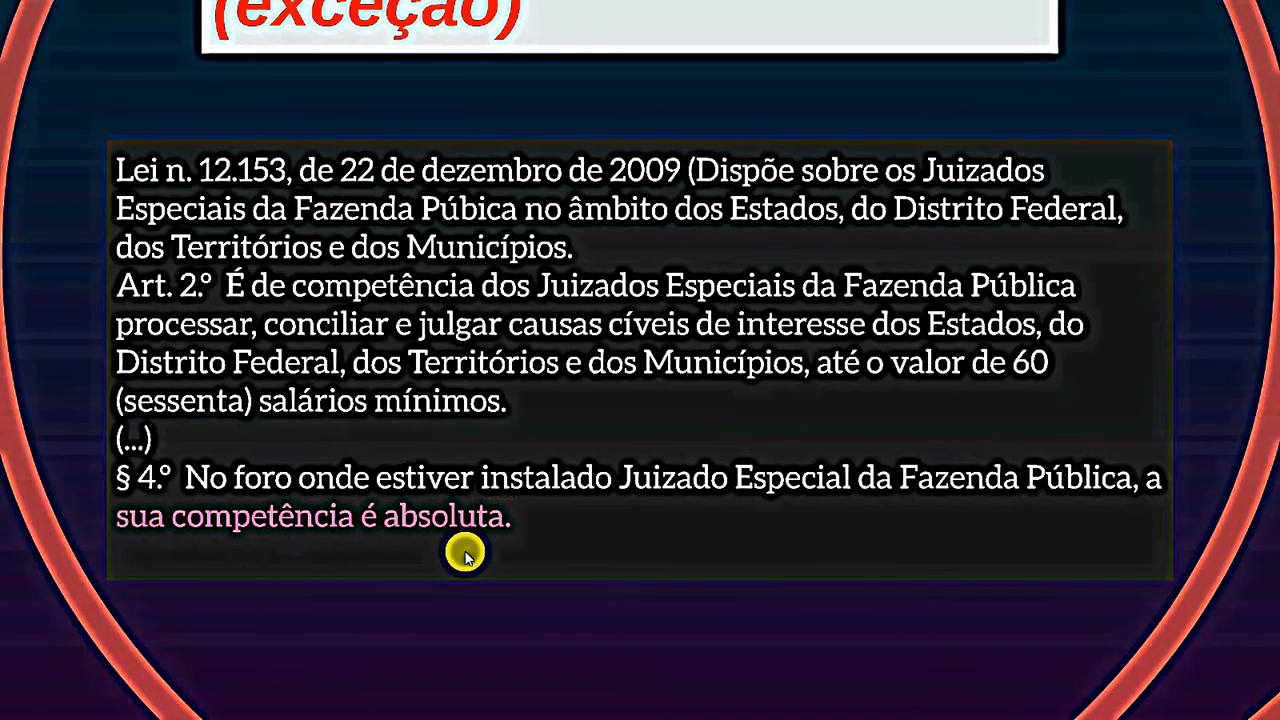 (exceção)
Lei n. 12.153, de 22 de dezembro de 2009 (Dispõe sobre os Juizados
Especiais da Fazenda Púbica no âmbito dos Estados, do Distrito Federal,
dos Territórios e dos Municípios.
Art. 2.º É de competência dos Juizados Especiais da Fazenda Pública
processar, conciliar e julgar causas cíveis de interesse dos Estados, do
Distrito Federal, dos Territórios e dos Municípios, até o valor de 60
(sessenta) salários mínimos.
(...)
§ 4.º No foro onde estiver instalado Juizado Especial da Fazenda Pública, a
sua competência é absoluta.